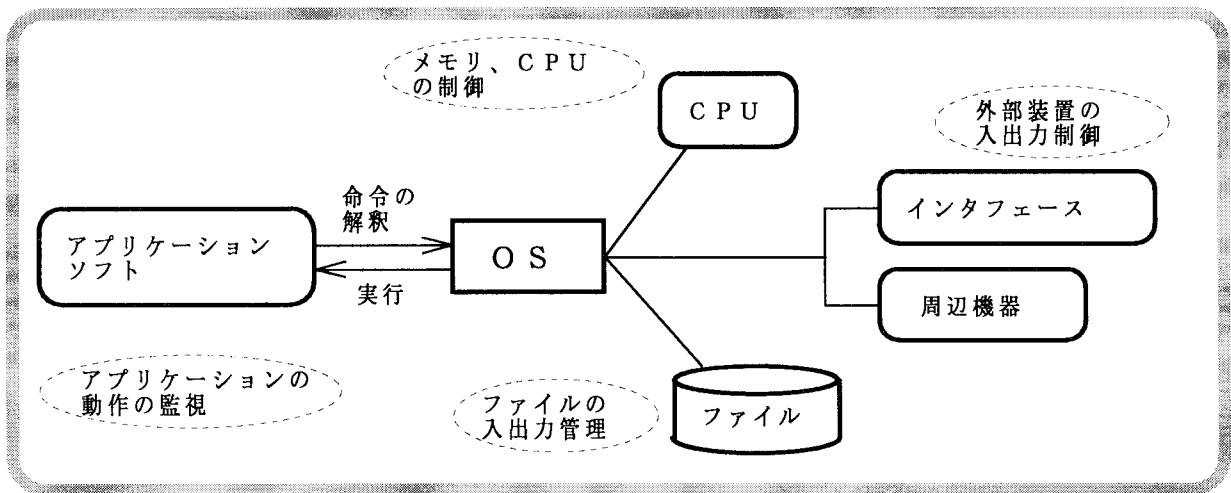 メモリ、CPU
の制御
CPU
外部装置の
入出力制御
命令の
解釈
インタフェース
アプリケーション
ソフト
OS
実行
周辺機器
アプリケーションの
動作の監視
ファイルの
入出力管理
ファイル